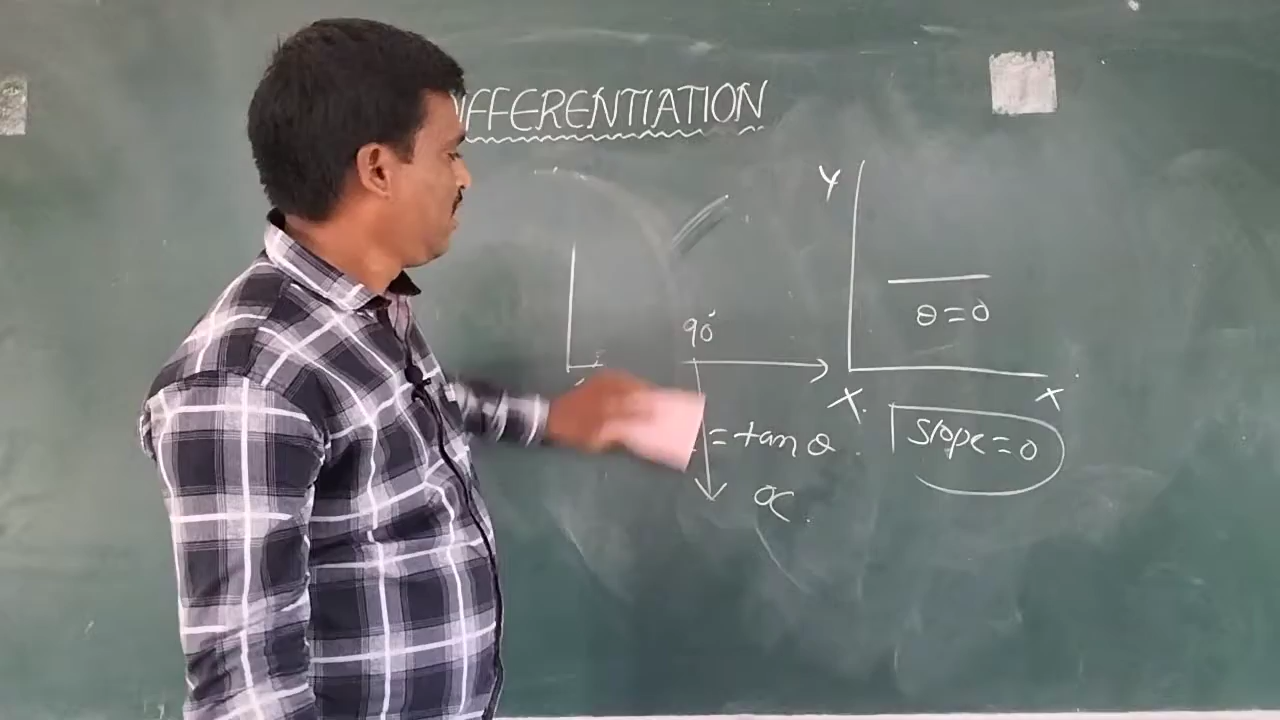 IFFERENTIATION
Y
90°
θ = 0
X
X
= tan θ
slope = 0
∝